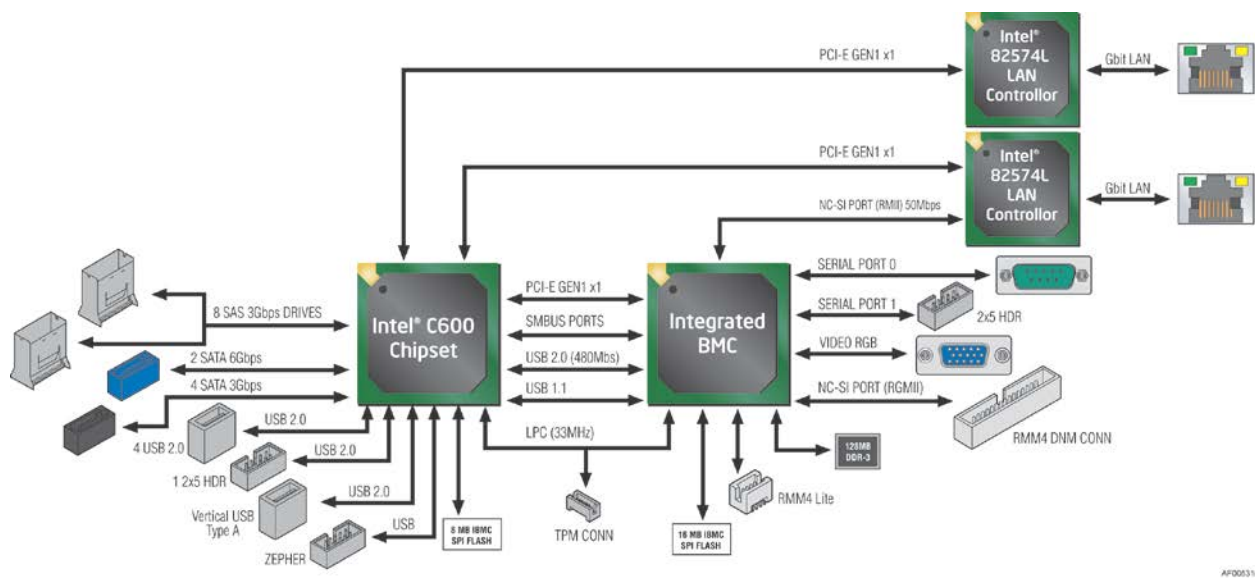 PCI-E GEN1 x1
Intel®
82574L
LAN
Controllor
Gbit LAN
PCI-E GEN1 x1
Intel®
82574L
LAN
Controllor
Gbit LAN
NC-SI PORT (RMII) 50Mbps
SERIAL PORT 0
8 SAS 3Gbps DRIVES
Intel® C600
Chipset
PCI-E GEN1 x1
SMBUS PORTS
USB 2.0 (480Mbs)
USB 1.1
Integrated
BMC
SERIAL PORT 1
2x5 HDR
VIDEO RGB
NC-SI PORT (RGMII)
RMM4 DNM CONN
2 SATA 6Gbps
4 SATA 3Gbps
USB 2.0
4 USB 2.0
USB 2.0
1 2x5 HDR
USB 2.0
Vertical USB
Type A
USB
ZEPHER
8 MB IBMC
SPI FLASH
LPC (33MHz)
TPM CONN
16 MB IBMC
SPI FLASH
RMM4 Lite
128MB
DDR-3
AF00531